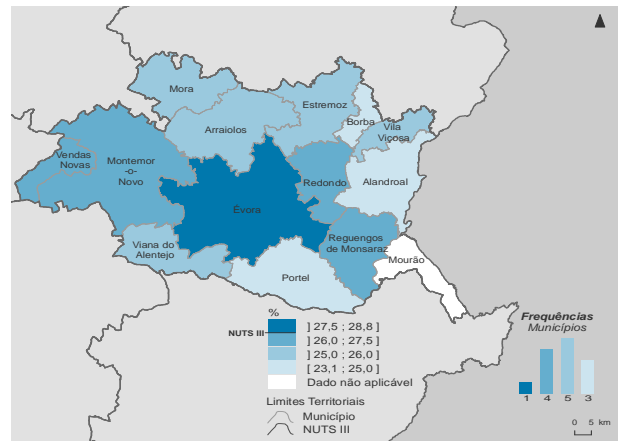 Mora
Estremoz
Borba
Arraiolos
Vila
Viçosa
Vendas
Novas
Montemor
-o-
Novo
Redondo
Alandroal
Évora
Viana do
Alentejo
Reguengos
de Monsaraz
Mourão
Portel
%
NUTS III
] 27,5 ; 28,8 ]
] 26,0 ; 27,5 ]
] 25,0 ; 26,0 ]
[ 23,1 ; 25,0 ]
Dado não aplicável
Limites Territoriais
Município
NUTS III
Frequências
Municípios
1 4 5 3
0 5 km